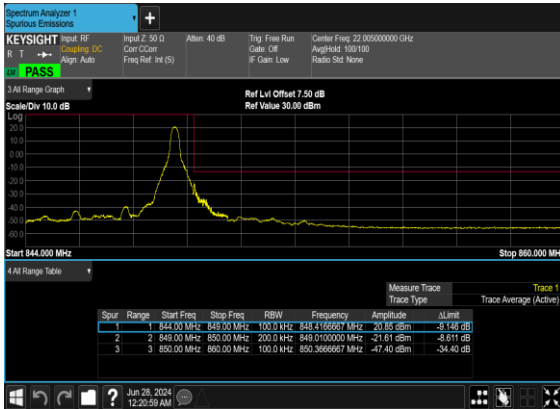 Spectrum Analyzer 1
Spurious Emissions
KEYSIGHT Input: RF Input Z: 50 Ω Atten: 40 dB Trig: Free Run Center Freq: 22.005000000 GHz
R T Coupling: DC Corr CCorr Gate: Off Avg|Hold: 100/100
Align: Auto Freq Ref: Int (S) IF Gain: Low Radio Std: None
PASS
3 All Range Graph
Ref Lvl Offset 7.50 dB
Scale/Div 10.0 dB Ref Value 30.00 dBm
Log
20.0
10.0
0.00
-10.0
-20.0
-30.0
-40.0
-50.0
-60.0
Start 844.000 MHz Stop 860.000 MH
4 All Range Table
Measure Trace Trace 1
Trace Type Trace Average (Active)
Spur Range Start Freq Stop Freq RBW Frequency Amplitude ΔLimit
1 1 844.00 MHz 849.00 MHz 100.0 kHz 848.4166667 MHz 20.85 dBm -9.146 dB
2 2 849.00 MHz 850.00 MHz 200.0 kHz 849.0100000 MHz -21.61 dBm -8.611 dB
3 3 850.00 MHz 860.00 MHz 100.0 kHz 850.3666667 MHz -47.40 dBm -34.40 dB
? Jun 28, 2024
12:20:59 AM